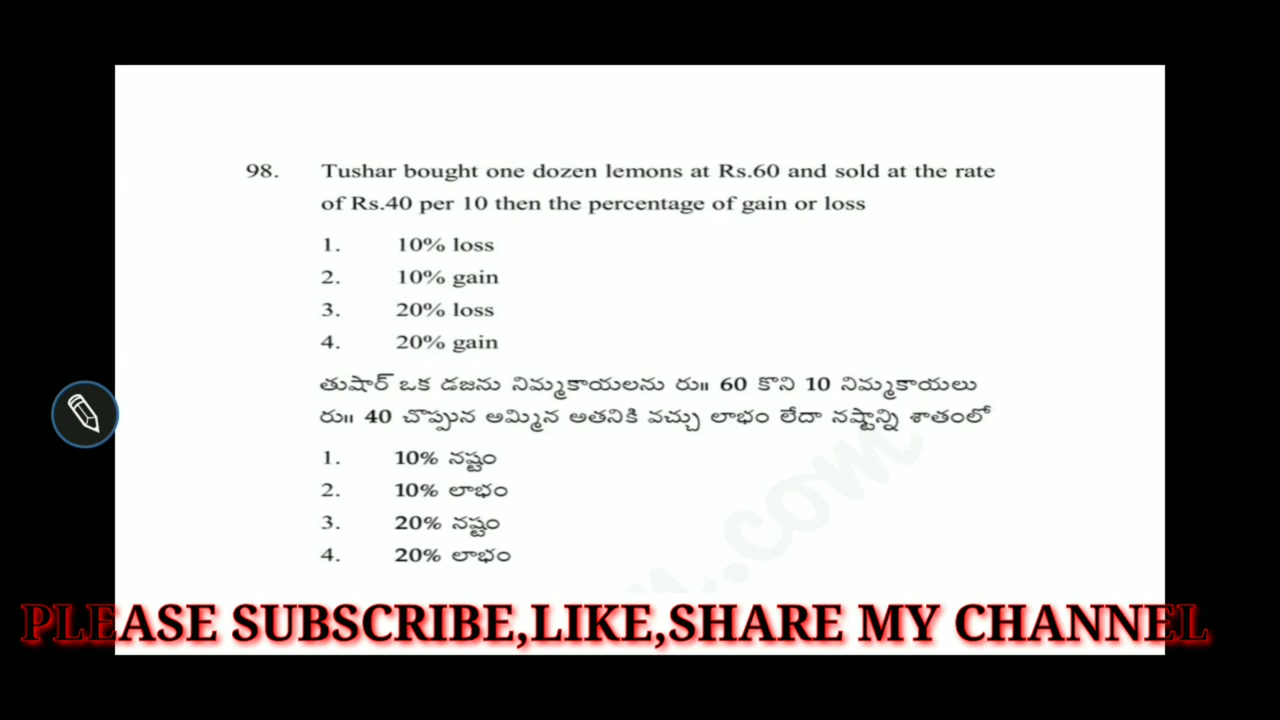 98. Tushar bought one dozen lemons at Rs.60 and sold at the rate
of Rs.40 per 10 then the percentage of gain or loss
1. 10% loss
2. 10% gain
3. 20% loss
4. 20% gain
తుషార్ ఒక డజను నిమ్మకాయలను రు॥ 60 కొని 10 నిమ్మకాయలు
రు॥ 40 చొప్పున అమ్మిన అతనికి వచ్చు లాభం లేదా నష్టాన్ని శాతంలో
1. 10% నష్టం
2. 10% లాభం
3. 20% నష్టం
4. 20% లాభం
PLEASE SUBSCRIBE,LIKE,SHARE MY CHANNEL